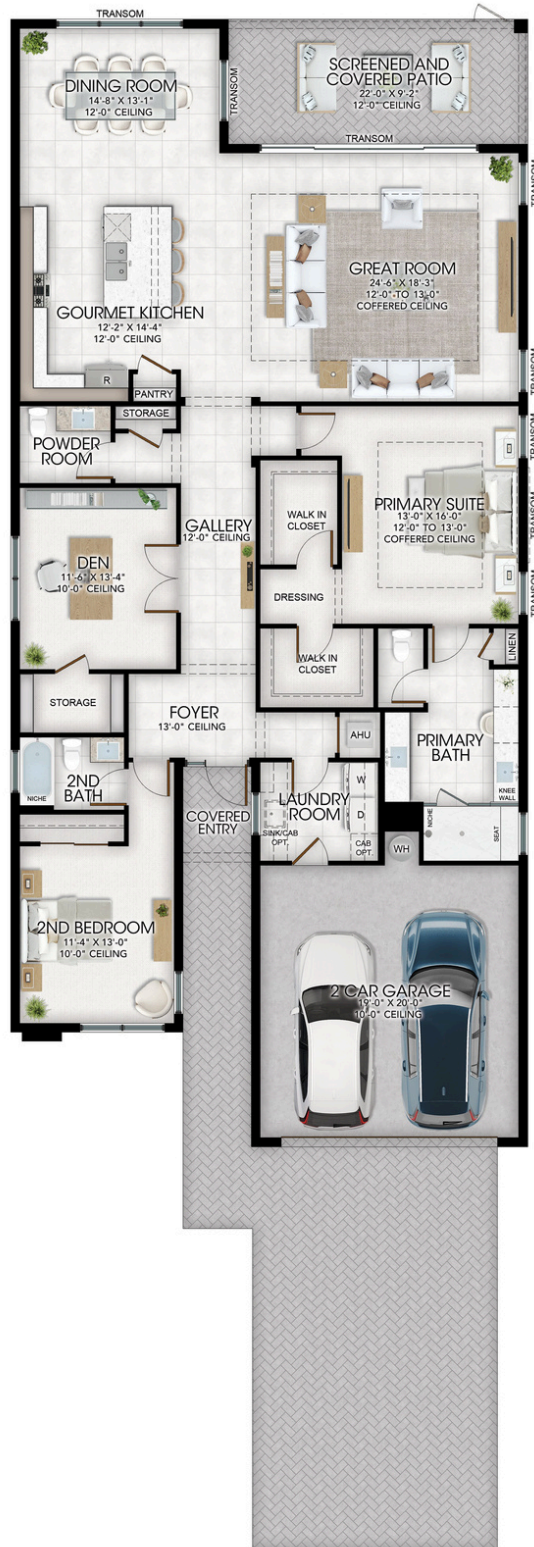 TRANSOM
SCREENED AND
COVERED PATIO
22'-0" X 9'-2"
12'-0" CEILING
DINING ROOM
14'-8" X 13'-1"
12'-0" CEILING
TRANSOM
TRANSOM
TRANSOM
GREAT ROOM
24'-6" X 18'-3"
12'-0"-TO 13'-0"
COFFERED CEILING
GOURMET KITCHEN
12'-2" X 14'-4"
12'-0" CEILING
TRANSOM
R
PANTRY
STORAGE
POWDER
ROOM
TRANSOM
WALK IN
CLOSET
PRIMARY SUITE
13'-0" X 16'-0"
12'-0" TO 13'-0"
COFFERED CEILING
TRANSOM
GALLERY
12'-0" CEILING
DEN
11'-6" X 13'-4"
10'-0" CEILING
DRESSING
TRANSOM
WALK IN
CLOSET
LINEN
STORAGE
FOYER
13'-0" CEILING
AHU
PRIMARY
BATH
2ND
BATH
NICHE
COVERED
ENTRY
LAUNDRY
ROOM
W
D
SINK/CAB
OPT.
CAB
OPT.
KNEE
WALL
NICHE
SEAT
WH
2ND BEDROOM
11'-4" X 13'-0"
10'-0" CEILING
2 CAR GARAGE
19'-0" X 20'-0"
10'-0" CEILING